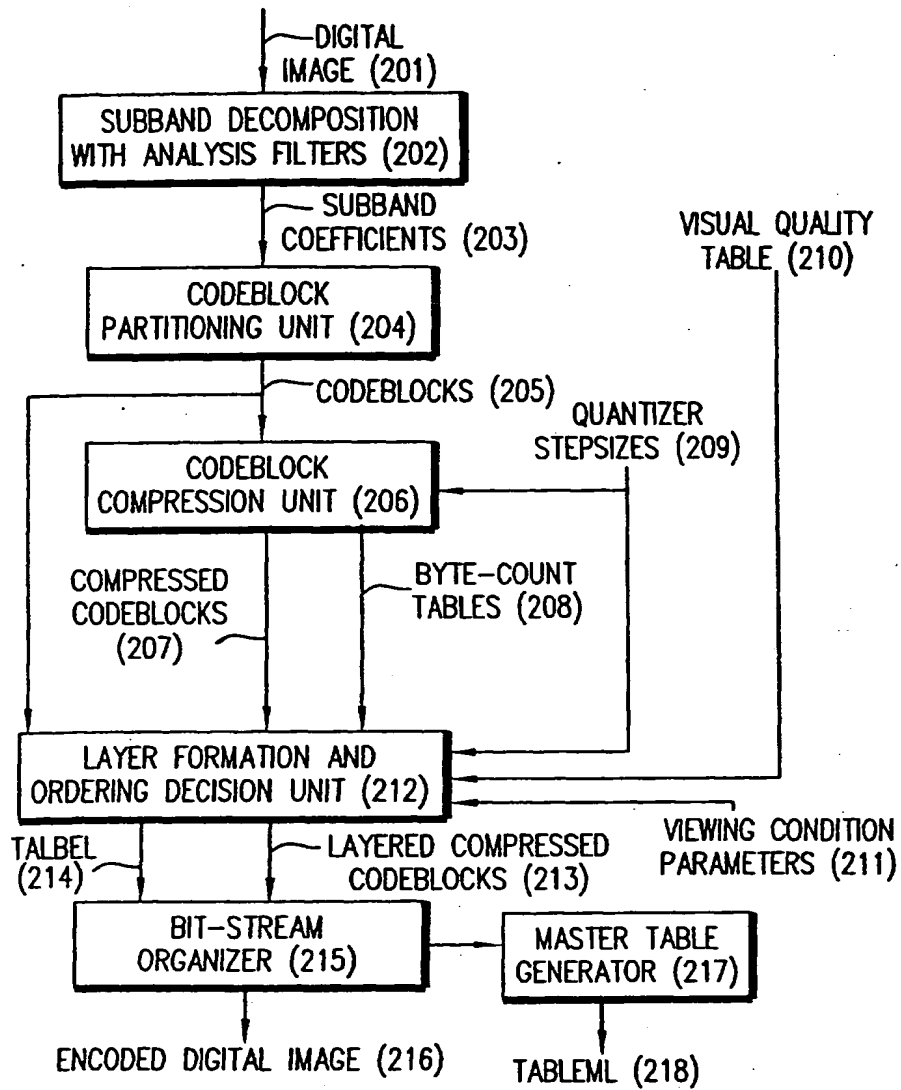 DIGITAL
IMAGE (201)
SUBBAND DECOMPOSITION
WITH ANALYSIS FILTERS (202)
SUBBAND
COEFFICIENTS (203)
VISUAL QUALITY
TABLE (210)
CODEBLOCK
PARTITIONING UNIT (204)
CODEBLOCKS (205)
QUANTIZER
STEPSIZES (209)
CODEBLOCK
COMPRESSION UNIT (206)
COMPRESSED
CODEBLOCKS
(207)
BYTE-COUNT
TABLES (208)
LAYER FORMATION AND
ORDERING DECISION UNIT (212)
VIEWING CONDITION
PARAMETERS (211)
TALBEL
(214)
LAYERED COMPRESSED
CODEBLOCKS (213)
BIT-STREAM
ORGANIZER (215)
MASTER TABLE
GENERATOR (217)
ENCODED DIGITAL IMAGE (216)
TABLEML (218)